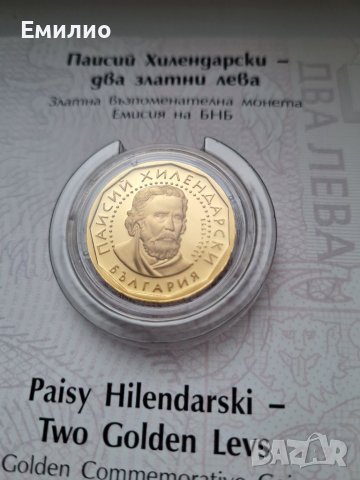 Емилио
Паисий Хилендарски –
два златни лева
Златна възпоменателна монета
Емисия на БНБ
ДВА ЛЕВА
ПАИСИЙ ХИЛЕНДАРСКИ
БЪЛГАРИЯ
Paisy Hilendarski –
Two Golden Levs
Golden Commemorative
bazar